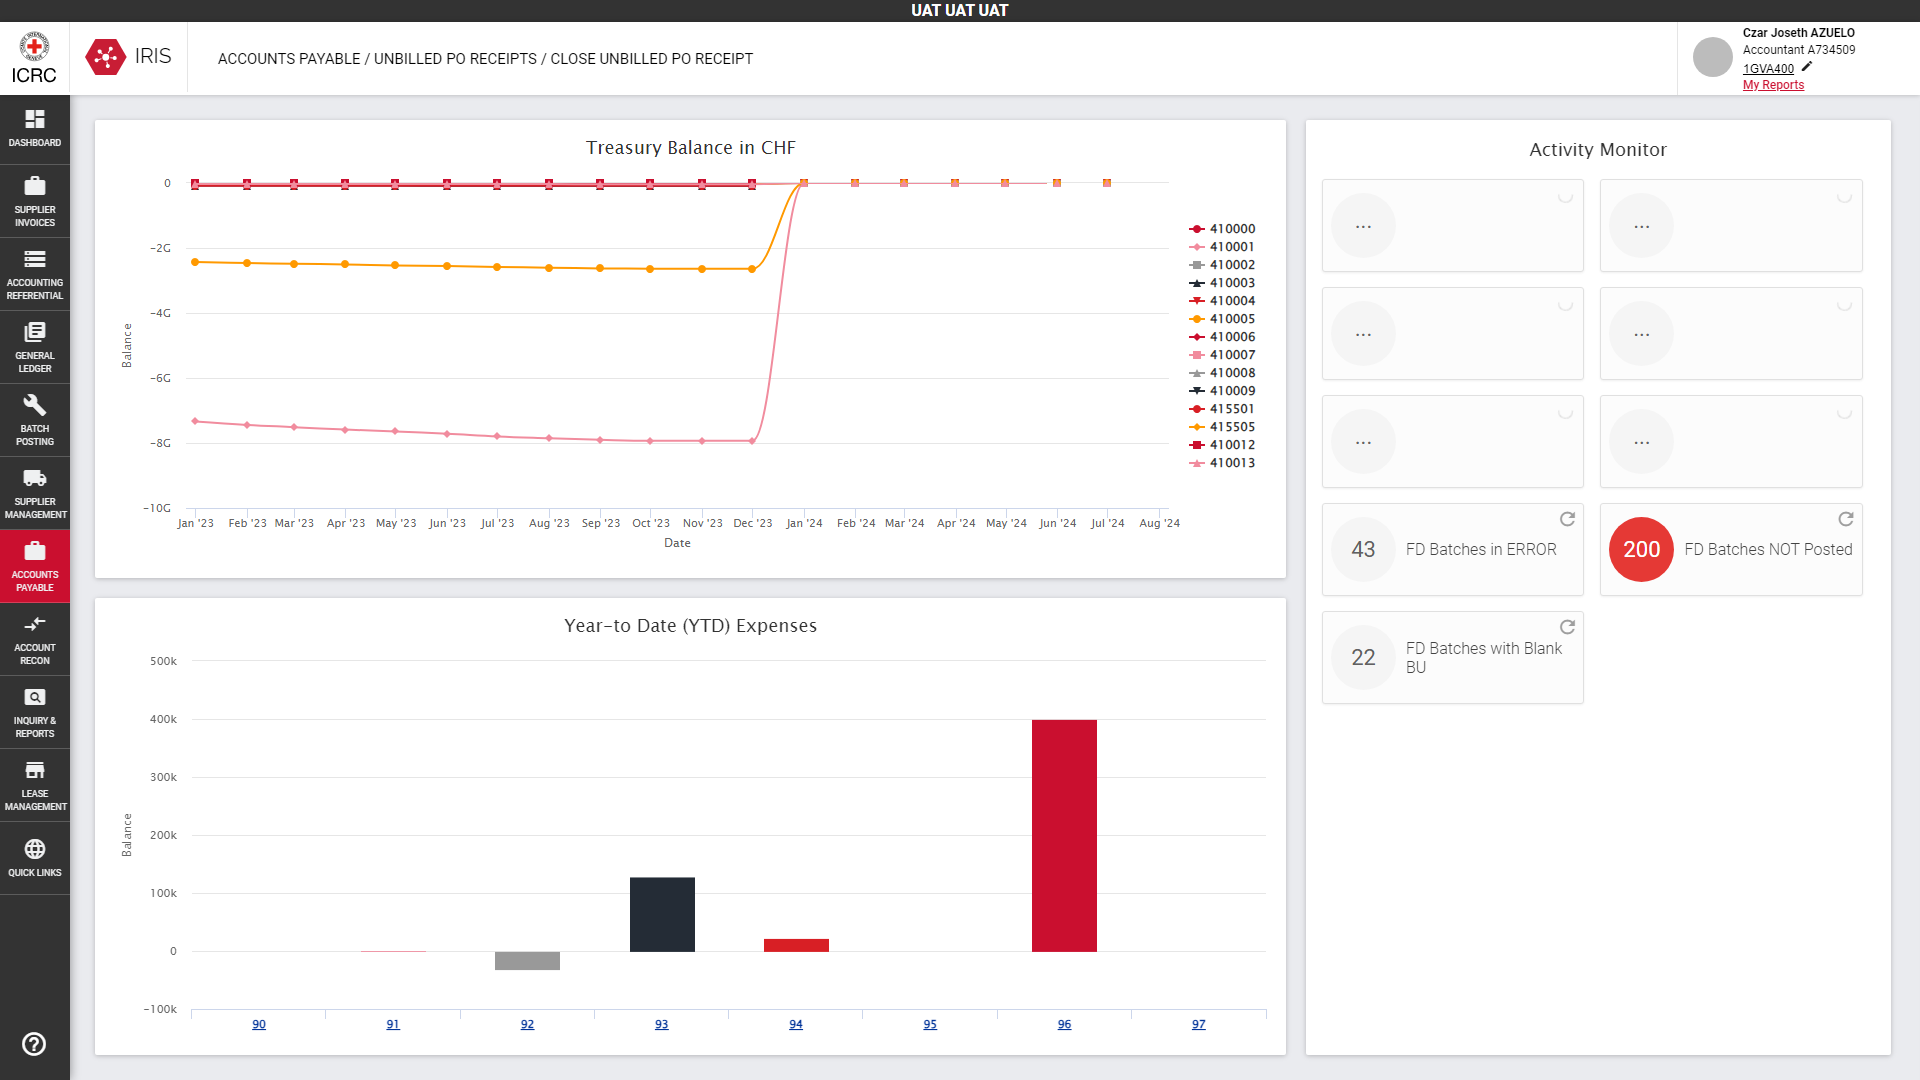 UAT UAT UAT
ICRC
IRIS
ACCOUNTS PAYABLE / UNBILLED PO RECEIPTS / CLOSE UNBILLED PO RECEIPT
Czar Joseth AZUELO
Accountant A734509
1GVA400
My Reports
DASHBOARD
SUPPLIER
INVOICES
ACCOUNTING
REFERENTIAL
GENERAL
LEDGER
BATCH
POSTING
SUPPLIER
MANAGEMENT
ACCOUNTS
PAYABLE
ACCOUNT
RECON
INQUIRY &
REPORTS
LEASE
MANAGEMENT
QUICK LINKS
Treasury Balance in CHF
Balance
0
-2G
-4G
-6G
-8G
-10G
Jan '23 Feb '23 Mar '23 Apr '23 May '23 Jun '23 Jul '23 Aug '23 Sep '23 Oct '23 Nov '23 Dec '23 Jan '24 Feb '24 Mar '24 Apr '24 May '24 Jun '24 Jul '24 Aug '24
Date
410000
410001
410002
410003
410004
410005
410006
410007
410008
410009
415501
415505
410012
410013
Year-to Date (YTD) Expenses
Balance
500k
400k
300k
200k
100k
0
-100k
90 91 92 93 94 95 96 97
Activity Monitor
... ...
... ...
... ...
43 FD Batches in ERROR
200 FD Batches NOT Posted
22 FD Batches with Blank
BU